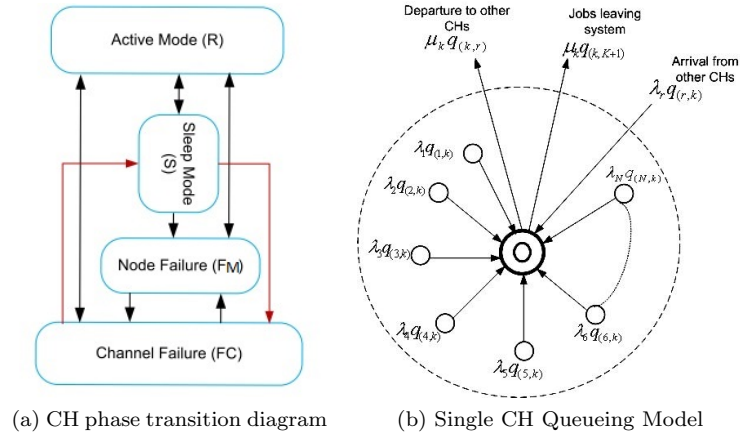 Active Mode (R)
Sleep Mode
(S)
Node Failure (FM)
Channel Failure (FC)
(a) CH phase transition diagram
Departure to other
CHs
μ_k q_(k,r)
Jobs leaving
system
μ_k q_(k,K+1)
Arrival from
other CHs
λ_r q_(r,k)
λ_1 q_(1,k)
λ_2 q_(2,k)
λ_3 q_(3,k)
λ_4 q_(4,k)
λ_5 q_(5,k)
λ_6 q_(6,k)
λ_N q_(N,k)
(b) Single CH Queueing Model